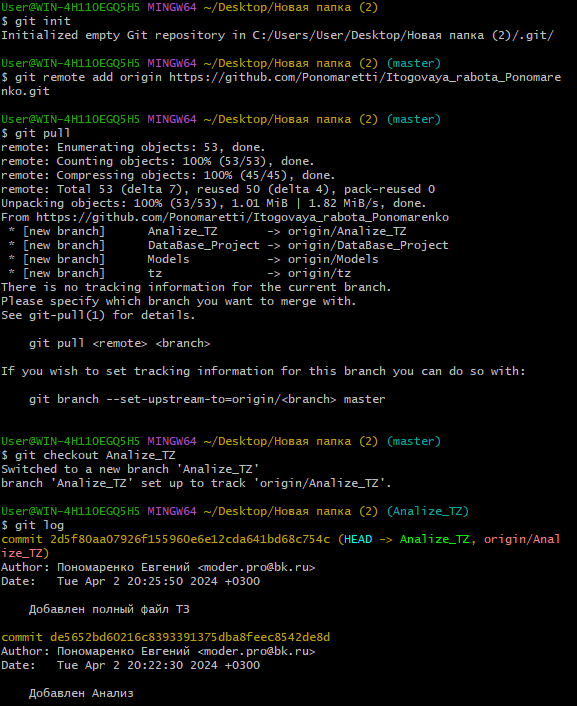 User@WIN-4H11OEGQ5H5 MINGW64 ~/Desktop/Новая папка (2)
$ git init
Initialized empty Git repository in C:/Users/User/Desktop/Новая папка (2)/.git/
User@WIN-4H11OEGQ5H5 MINGW64 ~/Desktop/Новая папка (2) (master)
$ git remote add origin https://github.com/Ponomaretti/Itogovaya_rabota_Ponomare
nko.git
User@WIN-4H11OEGQ5H5 MINGW64 ~/Desktop/Новая папка (2) (master)
$ git pull
remote: Enumerating objects: 53, done.
remote: Counting objects: 100% (53/53), done.
remote: Compressing objects: 100% (45/45), done.
remote: Total 53 (delta 7), reused 50 (delta 4), pack-reused 0
Unpacking objects: 100% (53/53), 1.01 MiB | 1.82 MiB/s, done.
From https://github.com/Ponomaretti/Itogovaya_rabota_Ponomarenko
 * [new branch]      Analize_TZ       -> origin/Analize_TZ
 * [new branch]      DataBase_Project -> origin/DataBase_Project
 * [new branch]      Models           -> origin/Models
 * [new branch]      tz               -> origin/tz
There is no tracking information for the current branch.
Please specify which branch you want to merge with.
See git-pull(1) for details.
    git pull <remote> <branch>
If you wish to set tracking information for this branch you can do so with:
    git branch --set-upstream-to=origin/<branch> master
User@WIN-4H11OEGQ5H5 MINGW64 ~/Desktop/Новая папка (2) (master)
$ git checkout Analize_TZ
Switched to a new branch 'Analize_TZ'
branch 'Analize_TZ' set up to track 'origin/Analize_TZ'.
User@WIN-4H11OEGQ5H5 MINGW64 ~/Desktop/Новая папка (2) (Analize_TZ)
$ git log
commit 2d5f80aa07926f155960e6e12cda641bd68c754c (HEAD -> Analize_TZ, origin/Anal
ize_TZ)
Author: Пономаренко Евгений <moder.pro@bk.ru>
Date:   Tue Apr 2 20:25:50 2024 +0300
    Добавлен полный файл ТЗ
commit de5652bd60216c8393391375dba8feec8542de8d
Author: Пономаренко Евгений <moder.pro@bk.ru>
Date:   Tue Apr 2 20:22:30 2024 +0300
    Добавлен Анализ